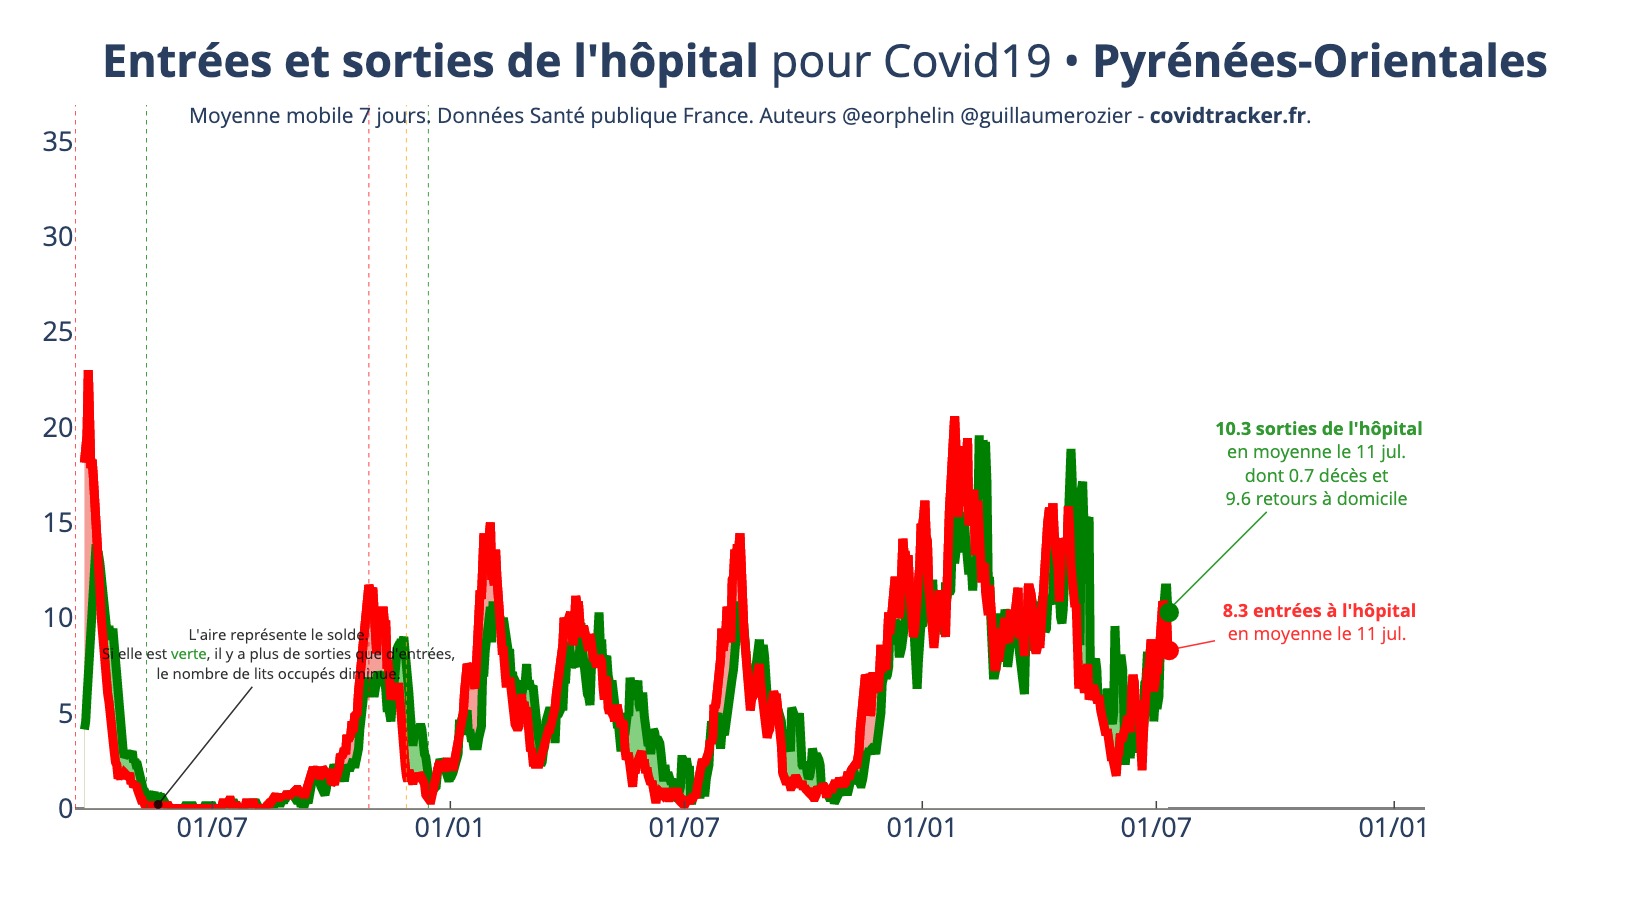 Entrées et sorties de l'hôpital pour Covid19 • Pyrénées-Orientales
Moyenne mobile 7 jours. Données Santé publique France. Auteurs @eorphelin @guillaumerozier - covidtracker.fr.
35
30
25
20
15
10
5
0
10.3 sorties de l'hôpital
en moyenne le 11 jul.
dont 0.7 décès et
9.6 retours à domicile
8.3 entrées à l'hôpital
en moyenne le 11 jul.
L'aire représente le solde.
Si elle est verte, il y a plus de sorties que d'entrées,
le nombre de lits occupés diminue.
01/07 01/01 01/07 01/01 01/07 01/01